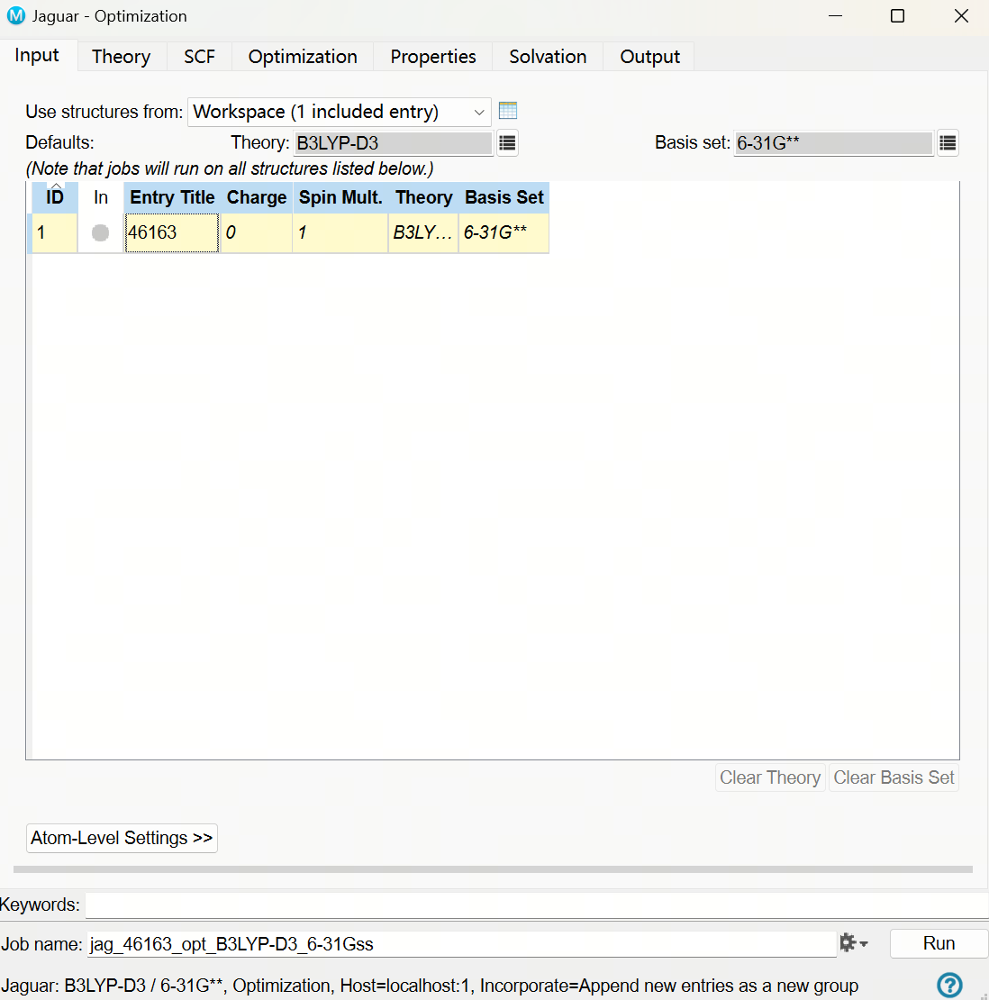 Jaguar - Optimization
Input Theory SCF Optimization Properties Solvation Output
Use structures from: Workspace (1 included entry)
Defaults: Theory: B3LYP-D3 Basis set: 6-31G**
(Note that jobs will run on all structures listed below.)
ID In Entry Title Charge Spin Mult. Theory Basis Set
1 46163 0 1 B3LY... 6-31G**
Clear Theory Clear Basis Set
Atom-Level Settings >>
Keywords:
Job name: jag_46163_opt_B3LYP-D3_6-31Gss Run
Jaguar: B3LYP-D3 / 6-31G**, Optimization, Host=localhost:1, Incorporate=Append new entries as a new group ?